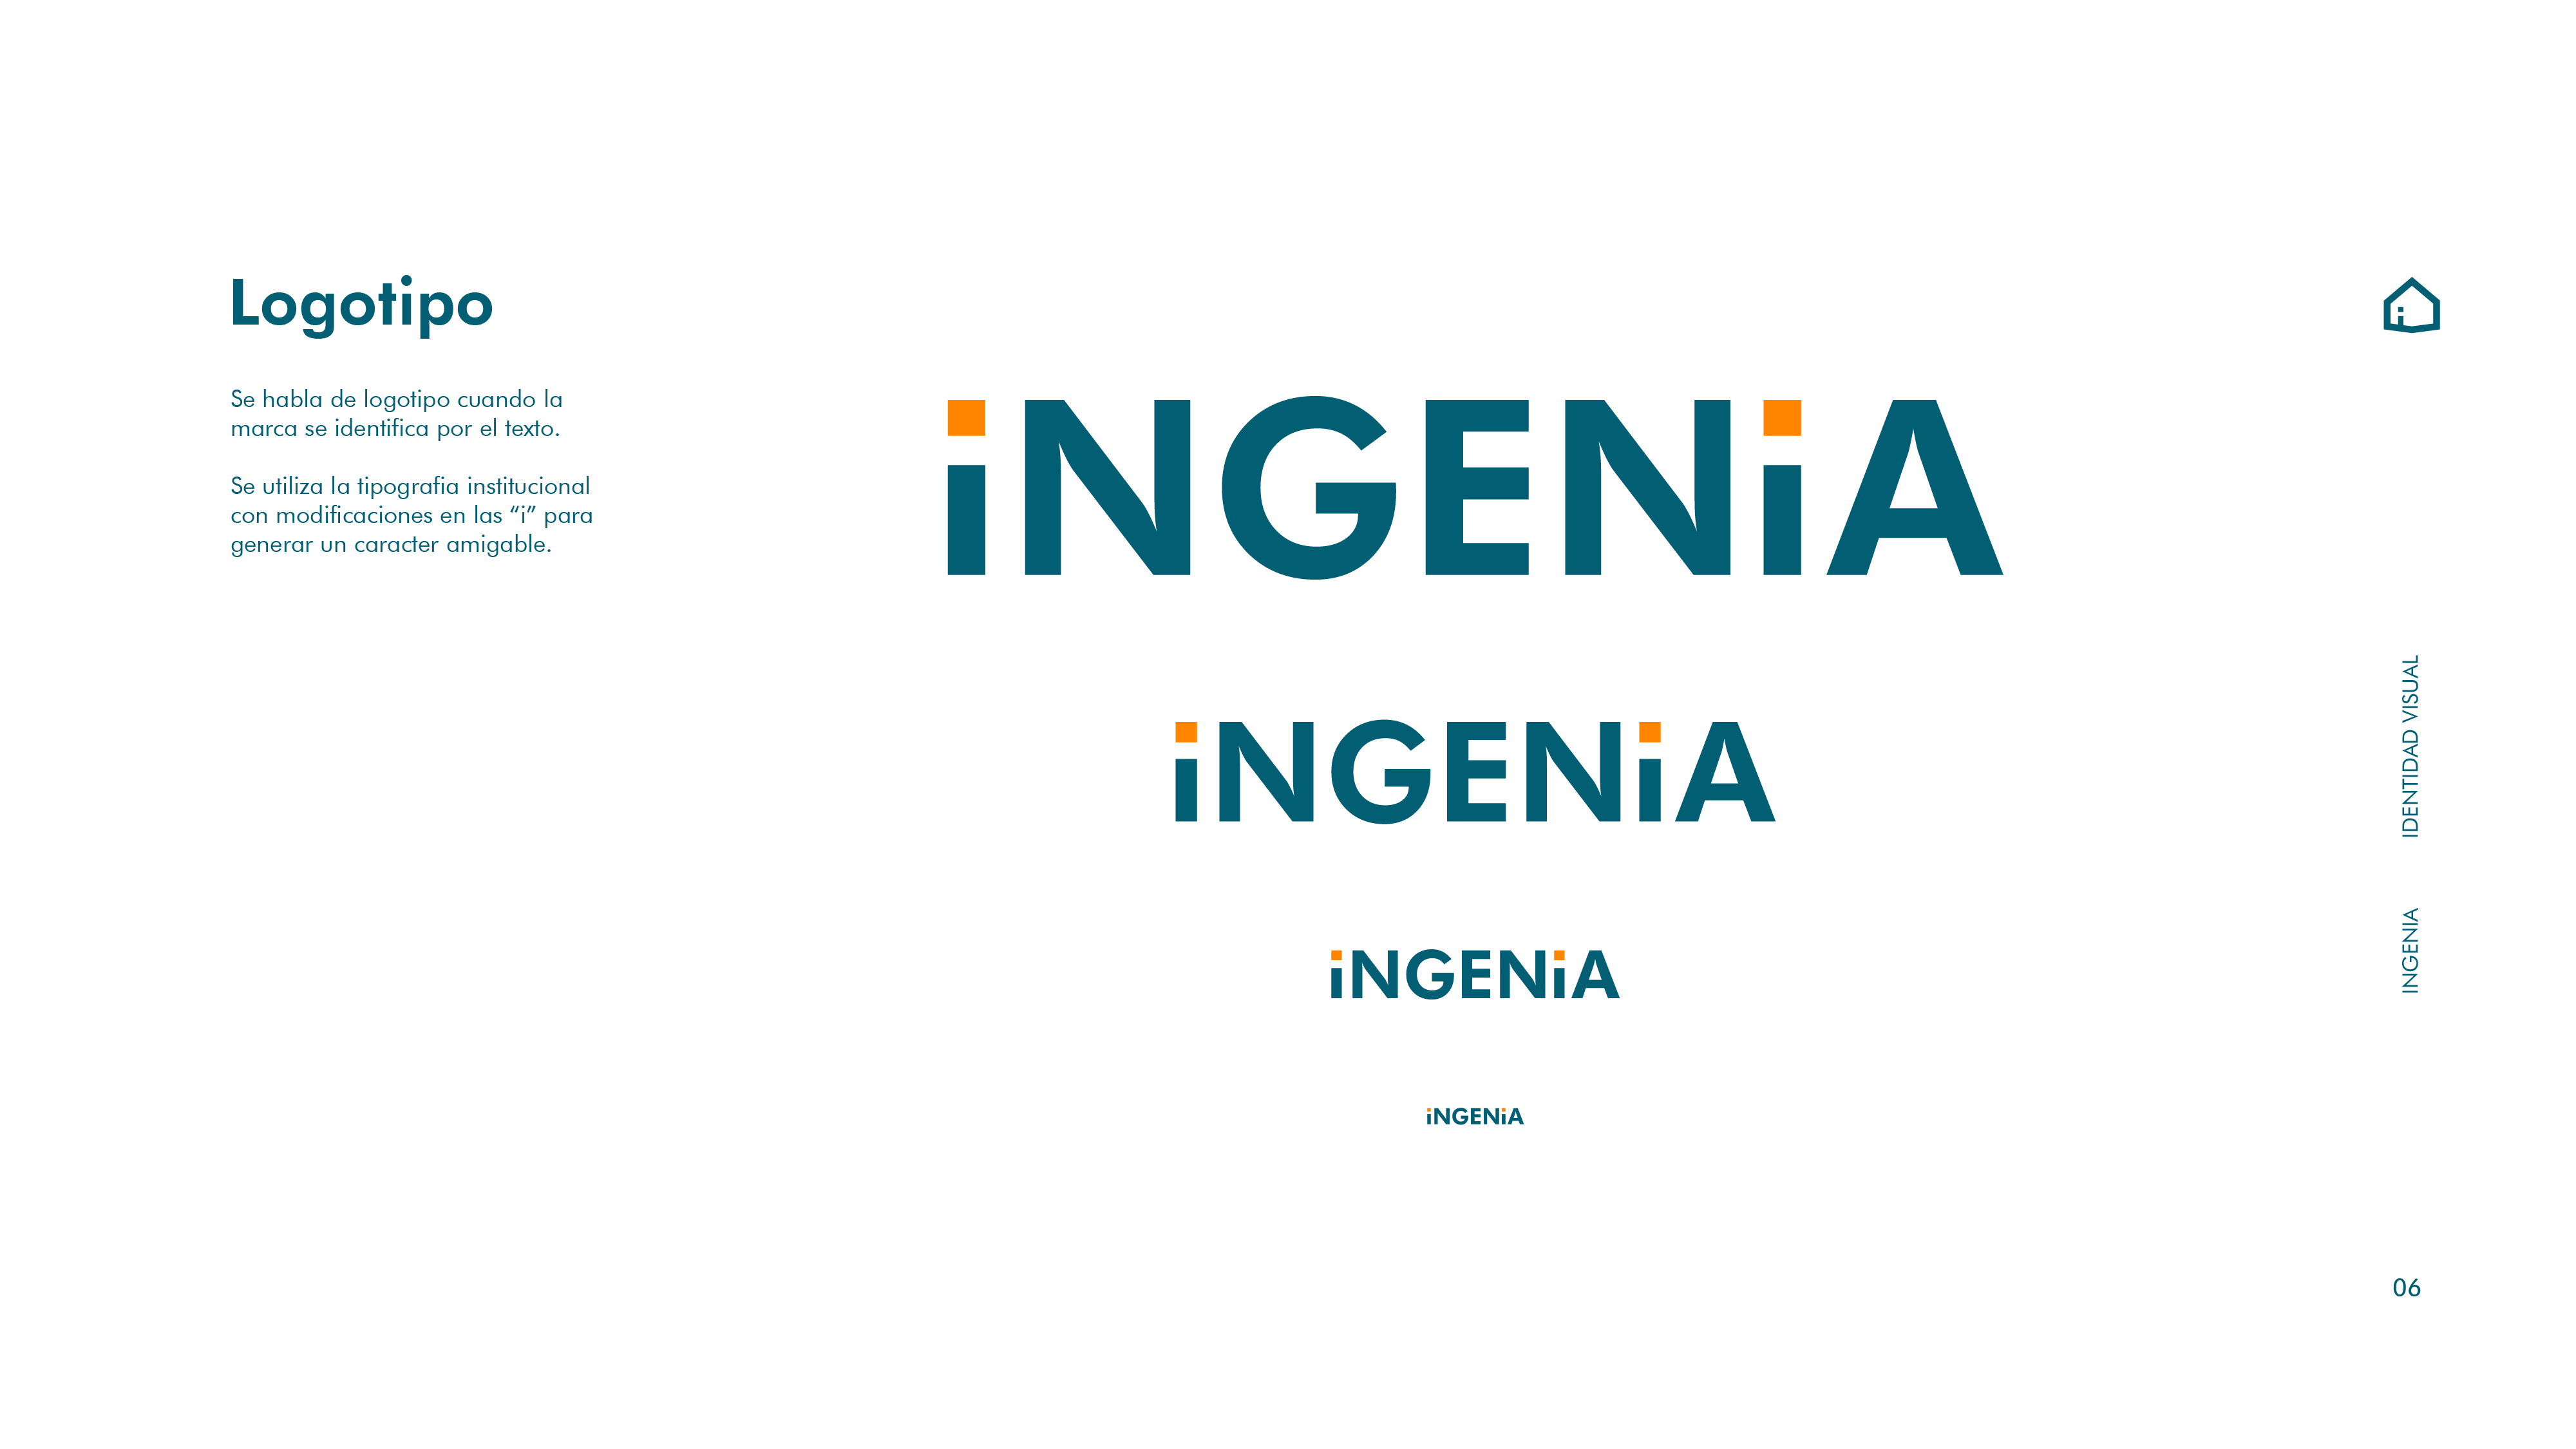 Logotipo
Se habla de logotipo cuando la
marca se identifica por el texto.
Se utiliza la tipografia institucional
con modificaciones en las “i” para
generar un caracter amigable.
iNGENiA
iNGENiA
iNGENiA
iNGENiA
i
IDENTIDAD VISUAL
INGENIA
06